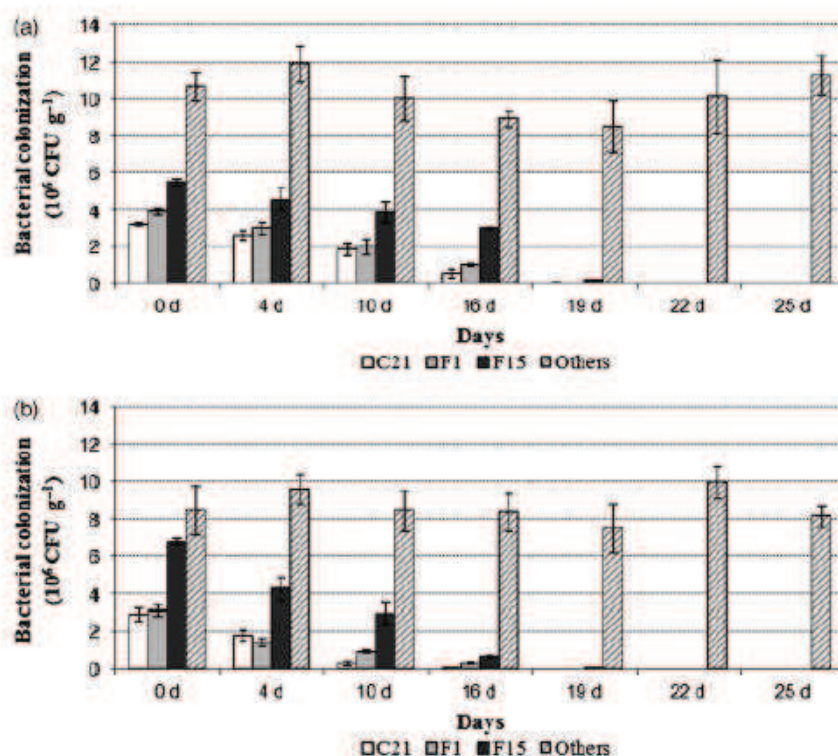 (a)
Bacterial colonization
(10⁶ CFU g⁻¹)
14
12
10
8
6
4
2
0
0 d 4 d 10 d 16 d 19 d 22 d 25 d
Days
C21 F1 F15 Others
(b)
Bacterial colonization
(10⁶ CFU g⁻¹)
14
12
10
8
6
4
2
0
0 d 4 d 10 d 16 d 19 d 22 d 25 d
Days
C21 F1 F15 Others